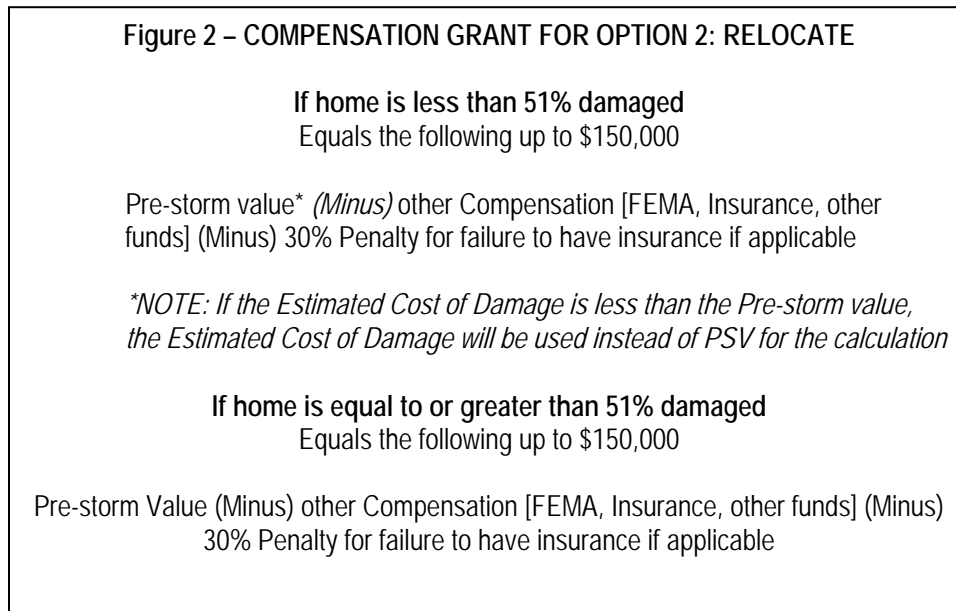 Figure 2 – COMPENSATION GRANT FOR OPTION 2: RELOCATE
If home is less than 51% damaged
Equals the following up to $150,000
Pre-storm value* (Minus) other Compensation [FEMA, Insurance, other
funds] (Minus) 30% Penalty for failure to have insurance if applicable
*NOTE: If the Estimated Cost of Damage is less than the Pre-storm value,
the Estimated Cost of Damage will be used instead of PSV for the calculation
If home is equal to or greater than 51% damaged
Equals the following up to $150,000
Pre-storm Value (Minus) other Compensation [FEMA, Insurance, other funds] (Minus)
30% Penalty for failure to have insurance if applicable